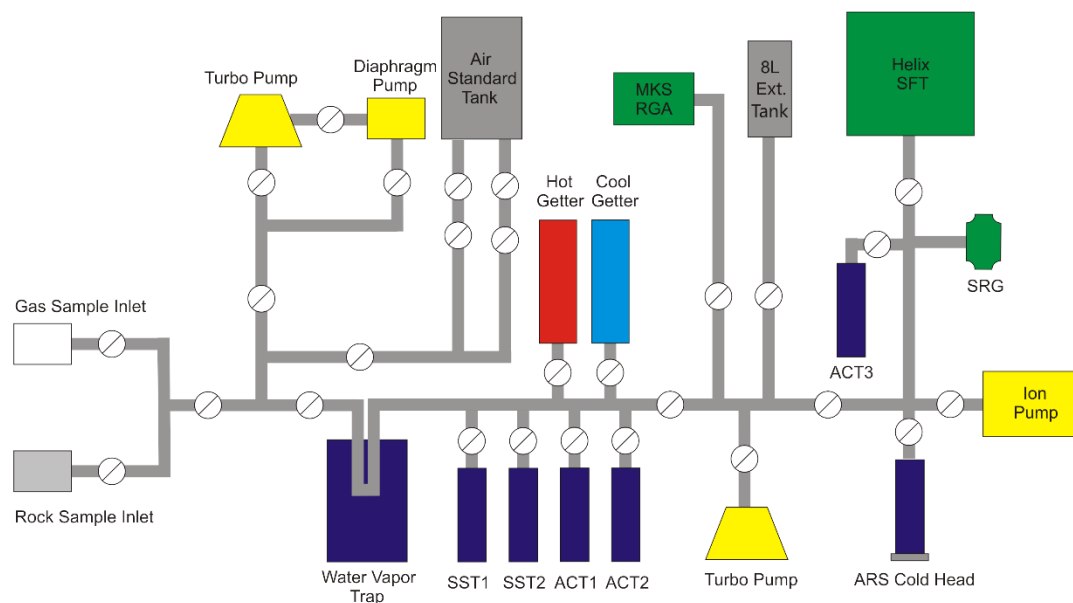 Turbo Pump
Diaphragm
Pump
Air
Standard
Tank
MKS
RGA
8L
Ext.
Tank
Helix
SFT
Hot
Getter
Cool
Getter
SRG
Gas Sample Inlet
ACT3
Ion
Pump
Rock Sample Inlet
Water Vapor
Trap
SST1
SST2
ACT1
ACT2
Turbo Pump
ARS Cold Head